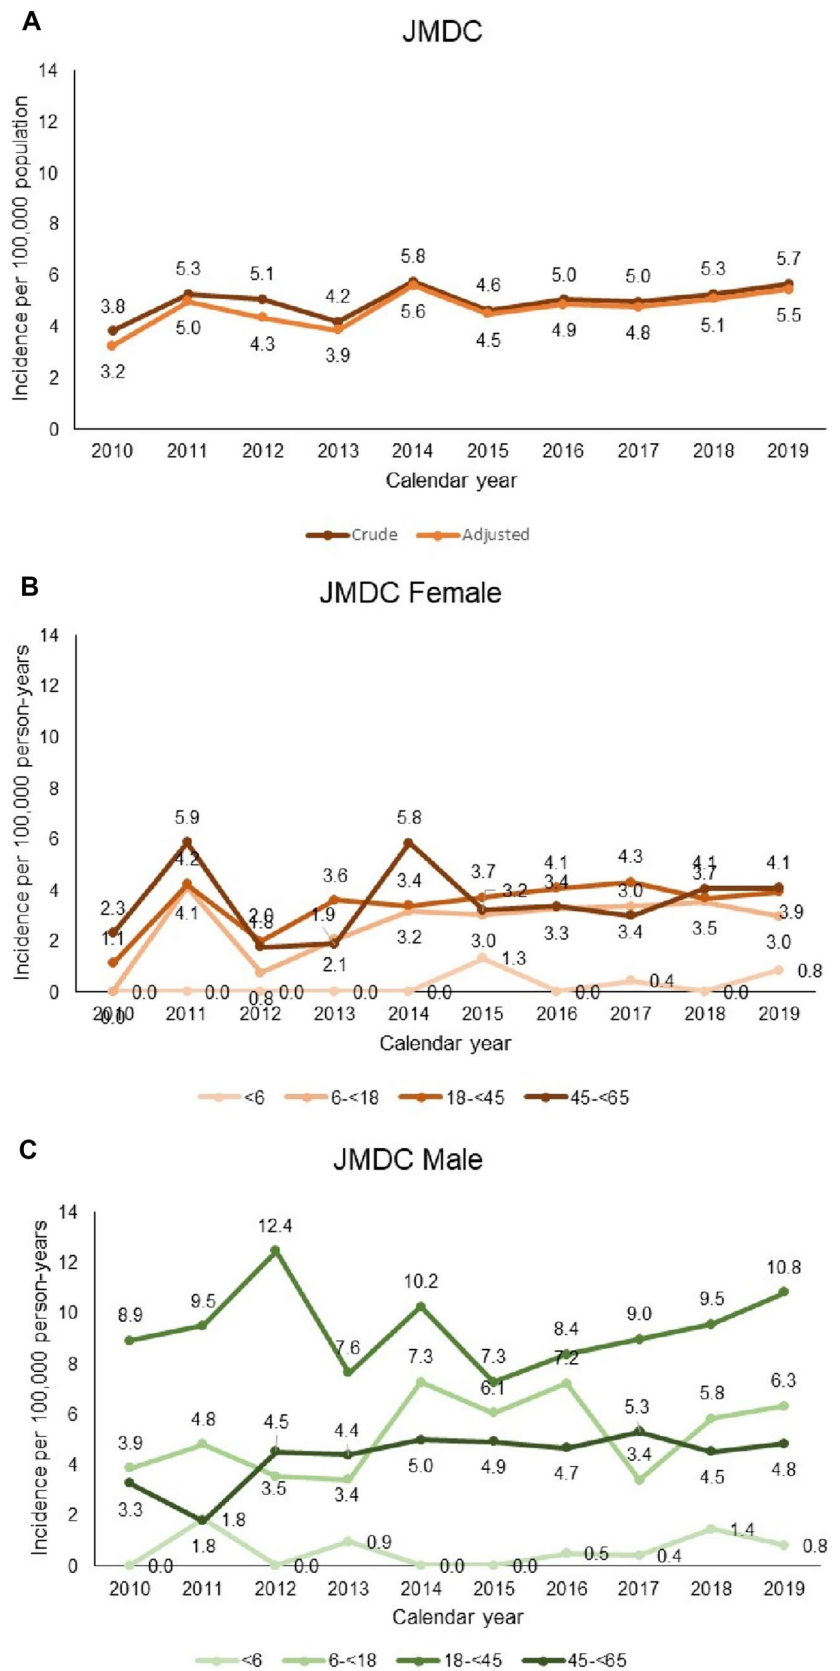 A
JMDC
Incidence per 100,000 population
14
12
10
8
6
4
2
0
3.8 5.3 5.1 4.2 5.8 4.6 5.0 5.0 5.3 5.7
3.2 5.0 4.3 3.9 5.6 4.5 4.9 4.8 5.1 5.5
2010 2011 2012 2013 2014 2015 2016 2017 2018 2019
Calendar year
Crude Adjusted
B
JMDC Female
Incidence per 100,000 person-years
14
12
10
8
6
4
2
0
2.3 5.9 1.8 1.9 5.8 3.2 3.4 3.0 4.1 4.1
1.1 4.2 2.0 3.6 3.4 3.7 4.1 4.3 3.7 3.9
0.0 4.1 0.8 2.1 3.2 3.0 3.3 3.4 3.5 3.0
0.0 0.0 0.0 0.0 0.0 1.3 0.0 0.4 0.0 0.8
2010 2011 2012 2013 2014 2015 2016 2017 2018 2019
Calendar year
<6 6-<18 18-<45 45-<65
C
JMDC Male
Incidence per 100,000 person-years
14
12
10
8
6
4
2
0
8.9 9.5 12.4 7.6 10.2 7.3 8.4 9.0 9.5 10.8
3.9 4.8 3.5 3.4 7.3 6.1 7.2 3.4 5.8 6.3
3.3 1.8 4.5 4.4 5.0 4.9 4.7 5.3 4.5 4.8
0.0 1.8 0.0 0.9 0.0 0.0 0.5 0.4 1.4 0.8
2010 2011 2012 2013 2014 2015 2016 2017 2018 2019
Calendar year
<6 6-<18 18-<45 45-<65